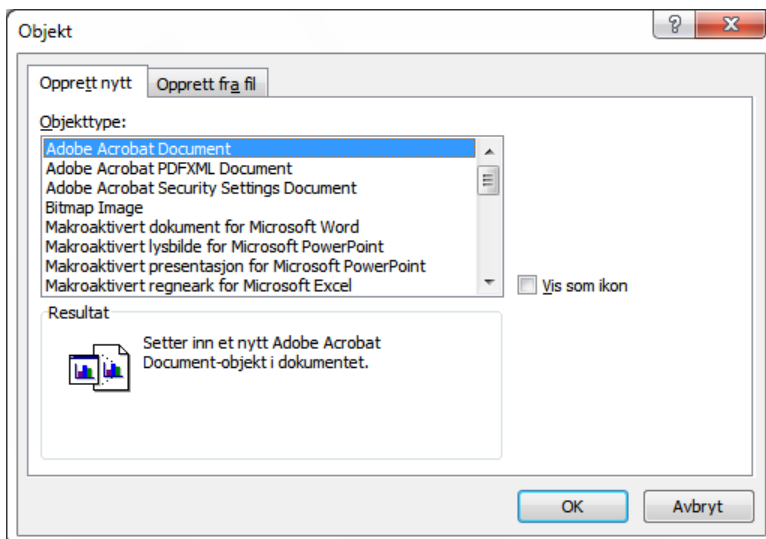 Objekt
Opprett nytt
Opprett fra fil
Objekttype:
Adobe Acrobat Document
Adobe Acrobat PDFXML Document
Adobe Acrobat Security Settings Document
Bitmap Image
Makroaktivert dokument for Microsoft Word
Makroaktivert lysbilde for Microsoft PowerPoint
Makroaktivert presentasjon for Microsoft PowerPoint
Makroaktivert regneark for Microsoft Excel
Vis som ikon
Resultat
Setter inn et nytt Adobe Acrobat
Document-objekt i dokumentet.
OK
Avbryt